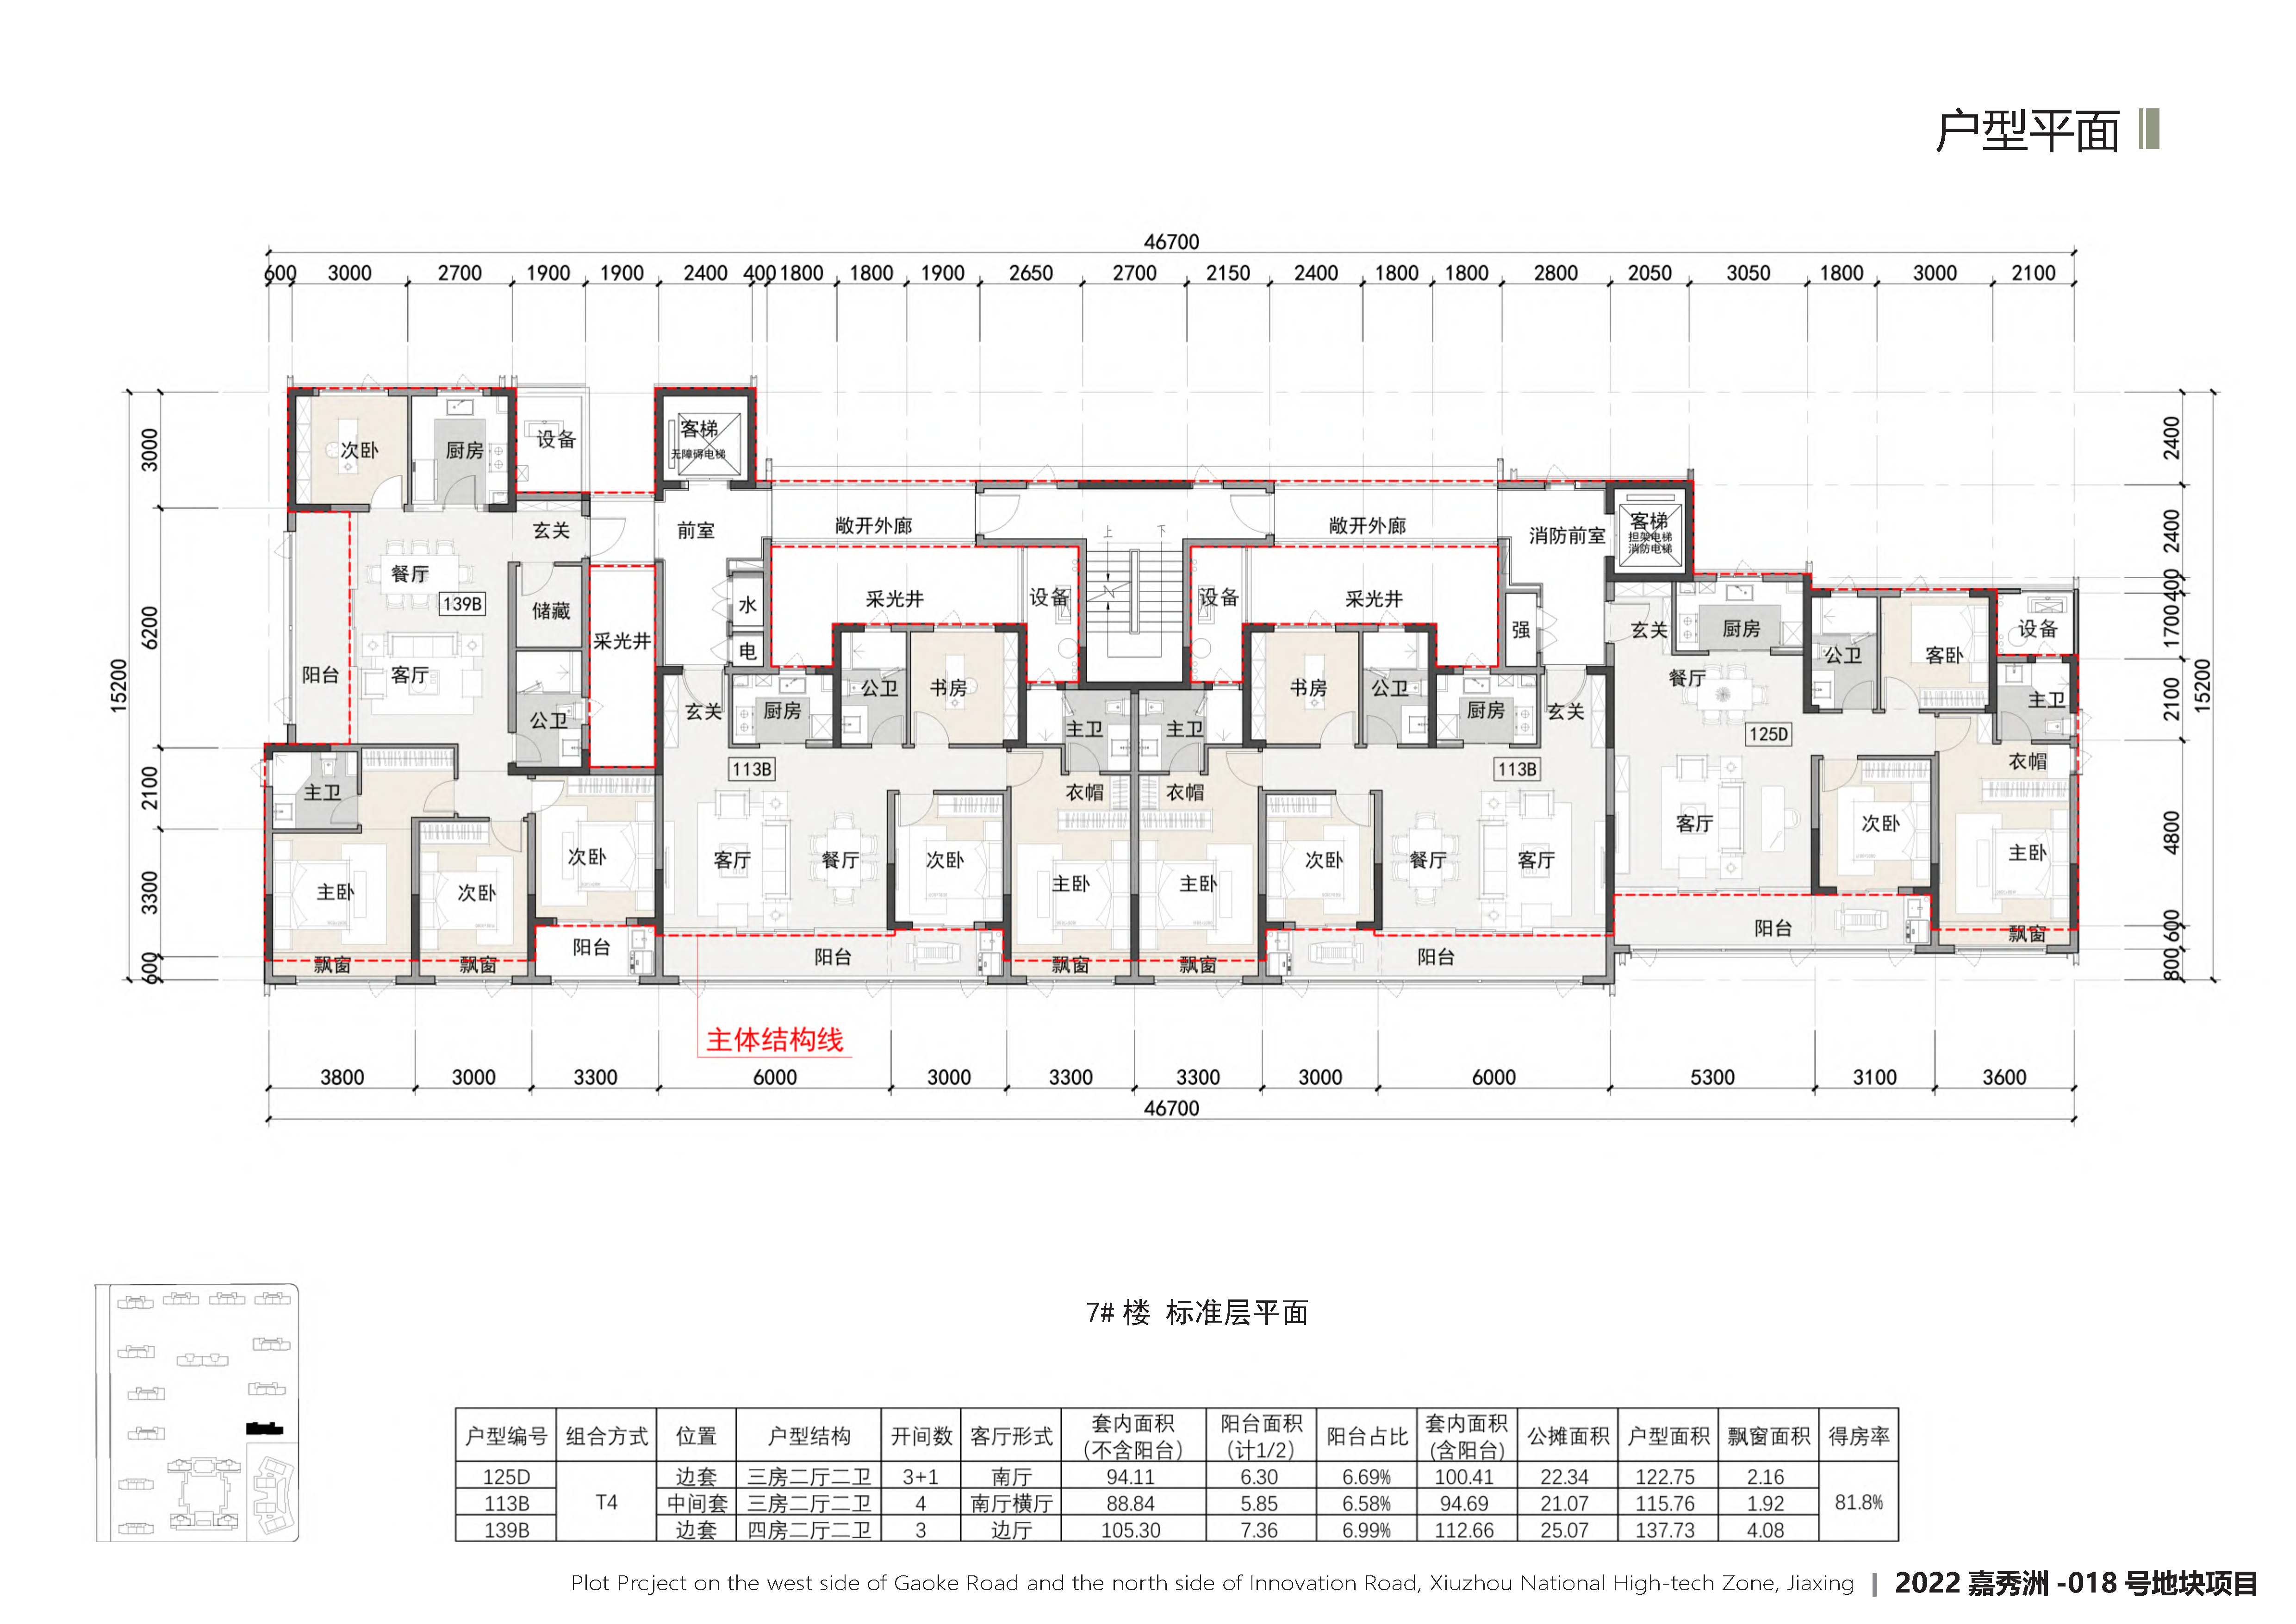 户型平面
46700
600 3000 2700 1900 1900 2400 400 1800 1800 1900 2650 2700 2150 2400 1800 1800 2800 2050 3050 1800 3000 2100
15200
3000
6200
2100
3300
600
15200
2400
2400
400
1700
2100
4800
600
800
次卧 厨房 设备 客梯
无障碍电梯
玄关 前室 敞开外廊 上 下 敞开外廊 消防前室 客梯
担架电梯
消防电梯
餐厅 139B 储藏 采光井 水 电 采光井 设备 设备 采光井 强 玄关 厨房 公卫 客卧 设备
阳台 客厅 公卫 玄关 厨房 公卫 书房 主卫 主卫 书房 公卫 厨房 玄关 餐厅 125D 主卫
主卫 113B 衣帽 衣帽 113B 衣帽
主卧 次卧 次卧 客厅 餐厅 次卧 主卧 主卧 次卧 餐厅 客厅 客厅 次卧 主卧
飘窗 飘窗 阳台 阳台 飘窗 飘窗 阳台 阳台 飘窗
主体结构线
3800 3000 3300 6000 3000 3300 3300 3000 6000 5300 3100 3600
46700
7# 楼 标准层平面
户型编号 组合方式 位置 户型结构 开间数 客厅形式 套内面积（不含阳台） 阳台面积（计1/2） 阳台占比 套内面积（含阳台） 公摊面积 户型面积 飘窗面积 得房率
125D T4 边套 三房二厅二卫 3+1 南厅 94.11 6.30 6.69% 100.41 22.34 122.75 2.16 81.8%
113B 中间套 三房二厅二卫 4 南厅横厅 88.84 5.85 6.58% 94.69 21.07 115.76 1.92
139B 边套 四房二厅二卫 3 边厅 105.30 7.36 6.99% 112.66 25.07 137.73 4.08
Plot Prcject on the west side of Gaoke Road and the north side of Innovation Road, Xiuzhou National High-tech Zone, Jiaxing | 2022 嘉秀洲 -018 号地块项目